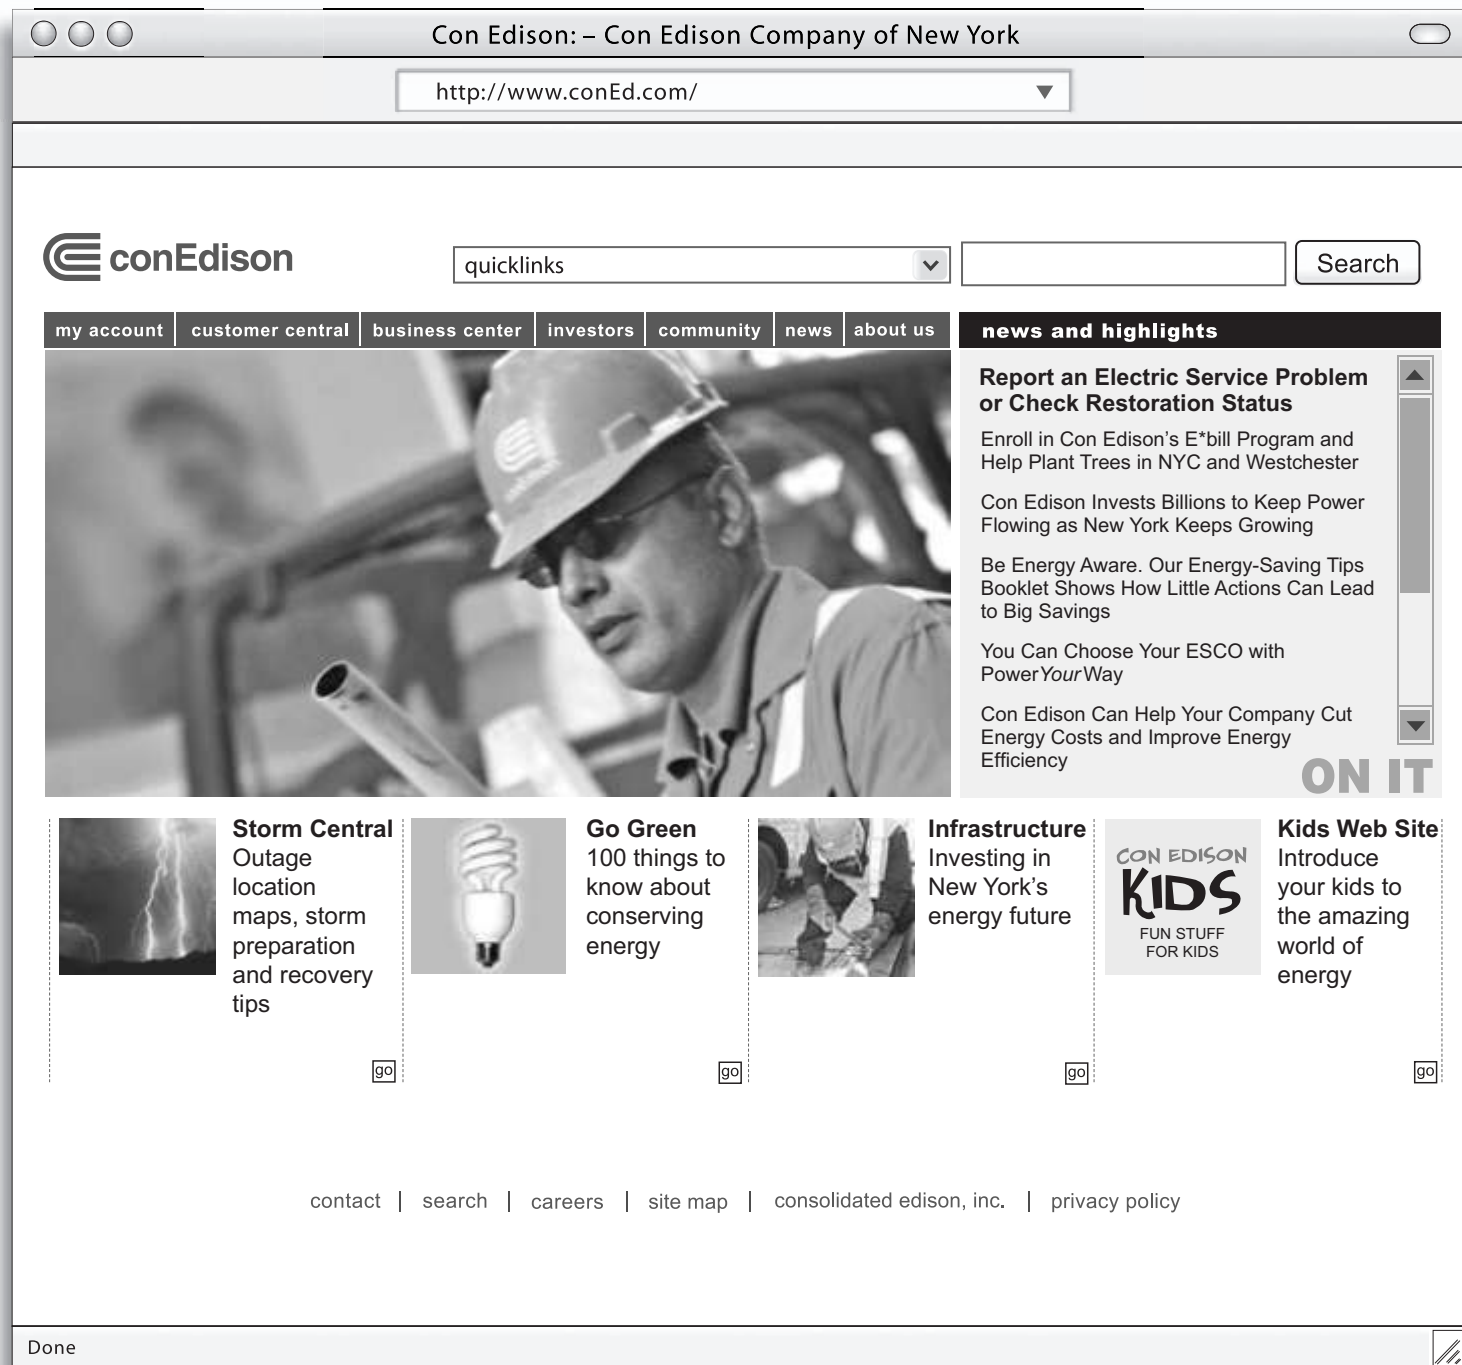 Con Edison: – Con Edison Company of New York
http://www.conEd.com/
conEdison
quicklinks
Search
my account
customer central
business center
investors
community
news
about us
news and highlights
Report an Electric Service Problem
or Check Restoration Status
Enroll in Con Edison’s E*bill Program and
Help Plant Trees in NYC and Westchester
Con Edison Invests Billions to Keep Power
Flowing as New York Keeps Growing
Be Energy Aware. Our Energy-Saving Tips
Booklet Shows How Little Actions Can Lead
to Big Savings
You Can Choose Your ESCO with
PowerYourWay
Con Edison Can Help Your Company Cut
Energy Costs and Improve Energy
Efficiency
ON IT
Storm Central
Outage
location
maps, storm
preparation
and recovery
tips
go
Go Green
100 things to
know about
conserving
energy
go
Infrastructure
Investing in
New York’s
energy future
go
CON EDISON
KIDS
FUN STUFF
FOR KIDS
Kids Web Site
Introduce
your kids to
the amazing
world of
energy
go
contact | search | careers | site map | consolidated edison, inc. | privacy policy
Done